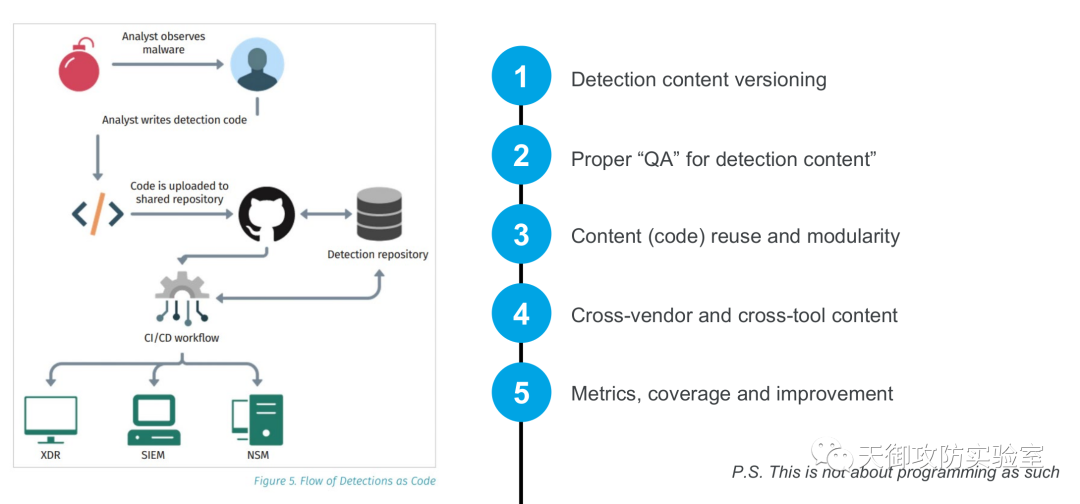 Analyst observes
malware
Analyst writes detection code
Code is uploaded to
shared repository
Detection repository
CI/CD workflow
XDR
SIEM
NSM
Figure 5. Flow of Detections as Code
1
Detection content versioning
2
Proper “QA” for detection content”
3
Content (code) reuse and modularity
4
Cross-vendor and cross-tool content
5
Metrics, coverage and improvement
天御攻防实验室
P.S. This is not about programming as such